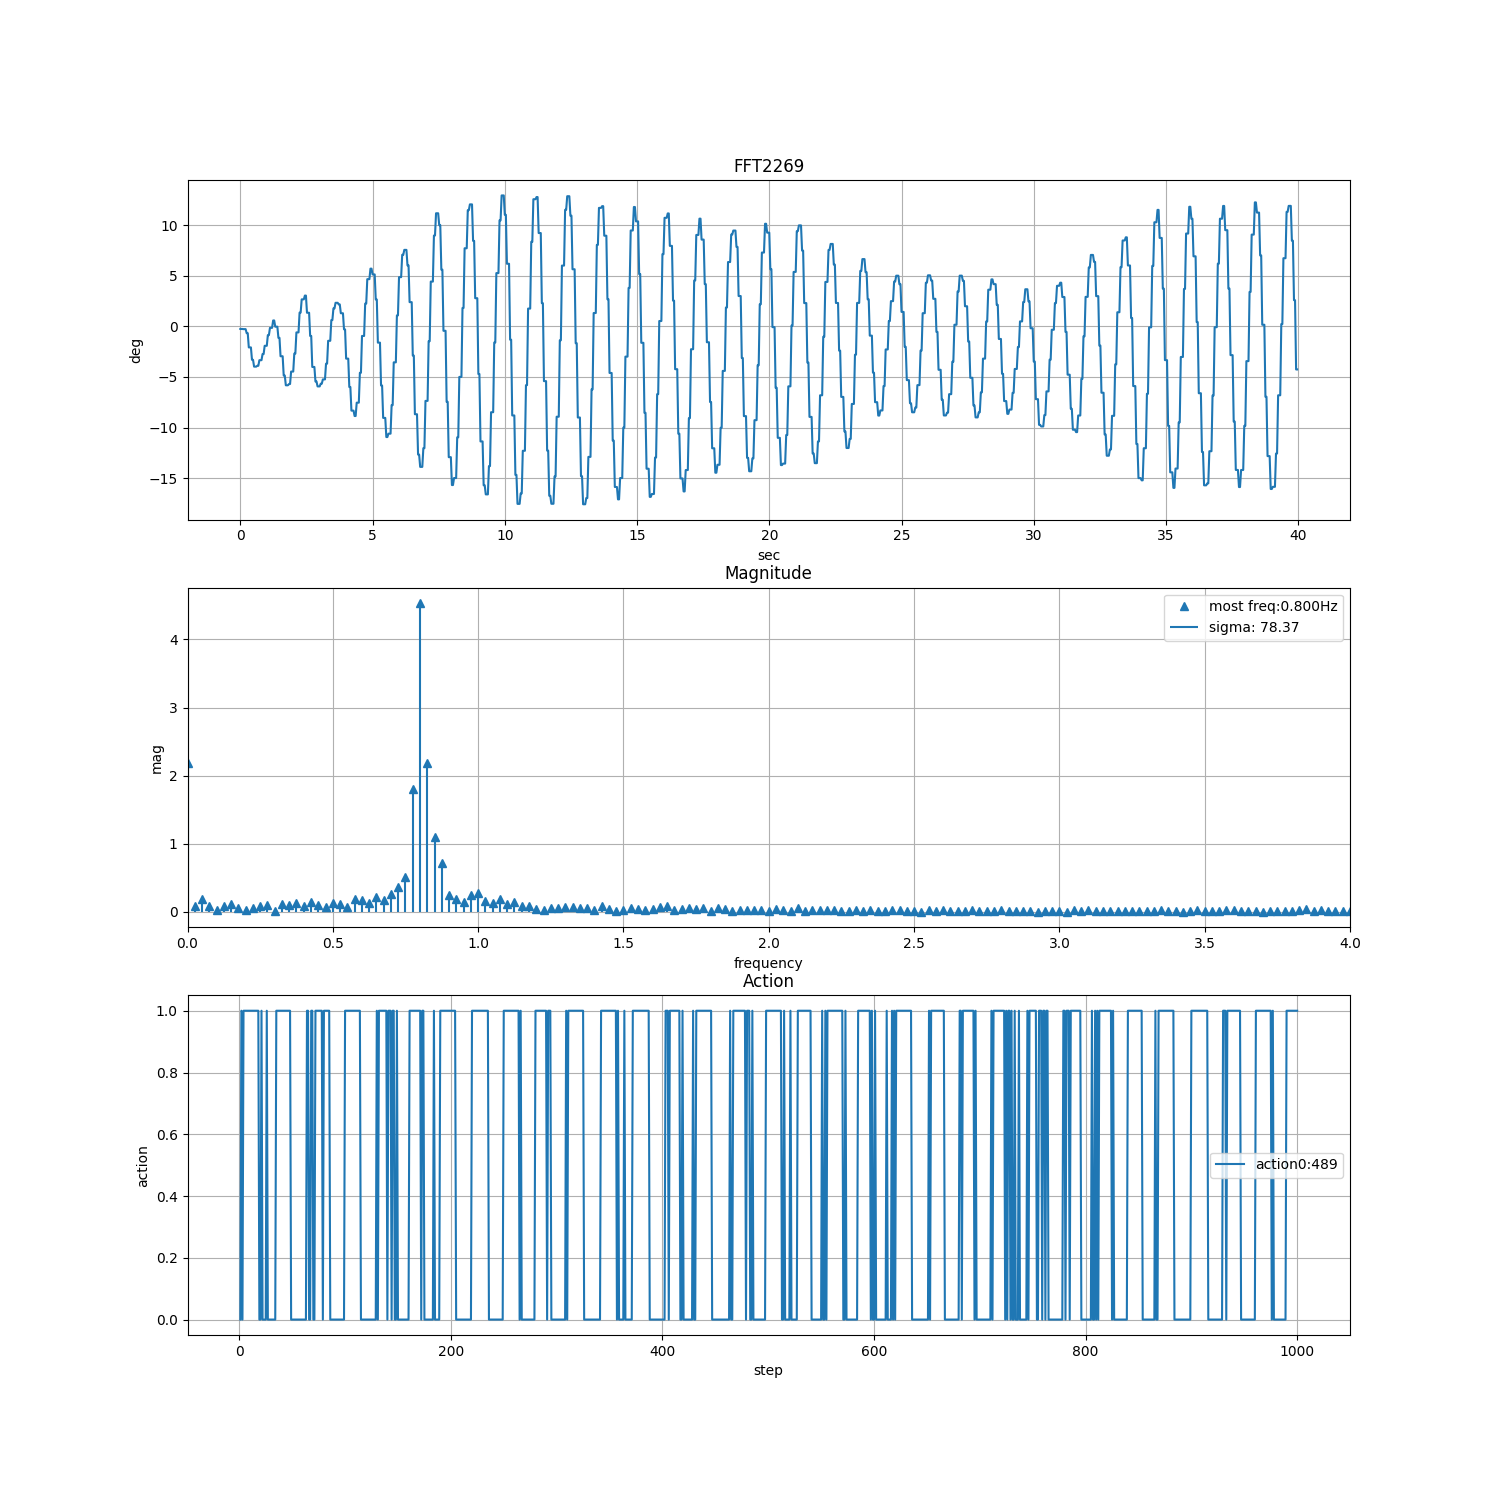 FFT2269
10
5
0
−5
−10
−15
deg
0 5 10 15 20 25 30 35 40
sec
Magnitude
most freq:0.800Hz
sigma: 78.37
4
3
2
1
0
mag
0.0 0.5 1.0 1.5 2.0 2.5 3.0 3.5 4.0
frequency
Action
1.0
0.8
0.6
0.4
0.2
0.0
action
action0:489
0 200 400 600 800 1000
step